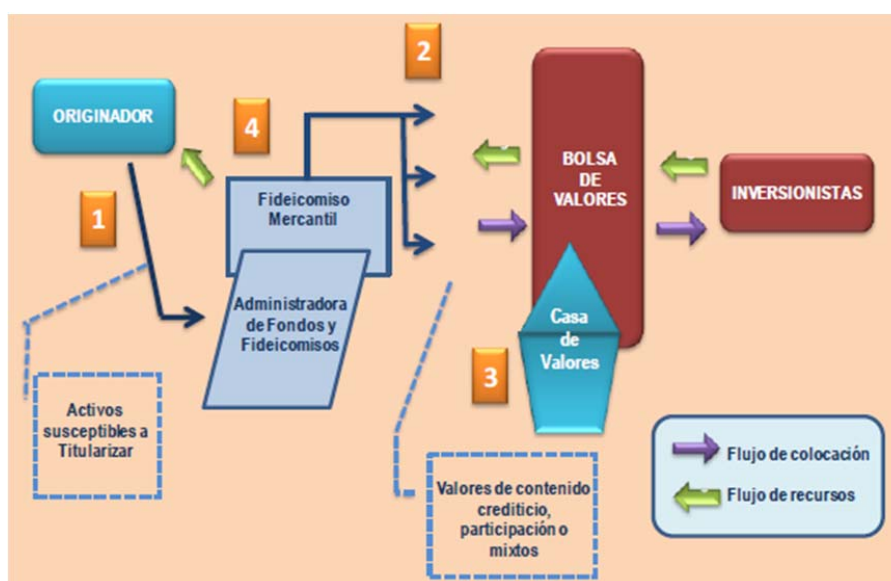 2
ORIGINADOR
4
Fideicomiso
Mercantil
1
BOLSA
DE
VALORES
INVERSIONISTAS
Administradora
de Fondos y
Fideicomisos
Casa
de
Valores
3
Activos
susceptibles a
Titularizar
Valores de contenido
crediticio,
participación o
mixtos
Flujo de colocación
Flujo de recursos